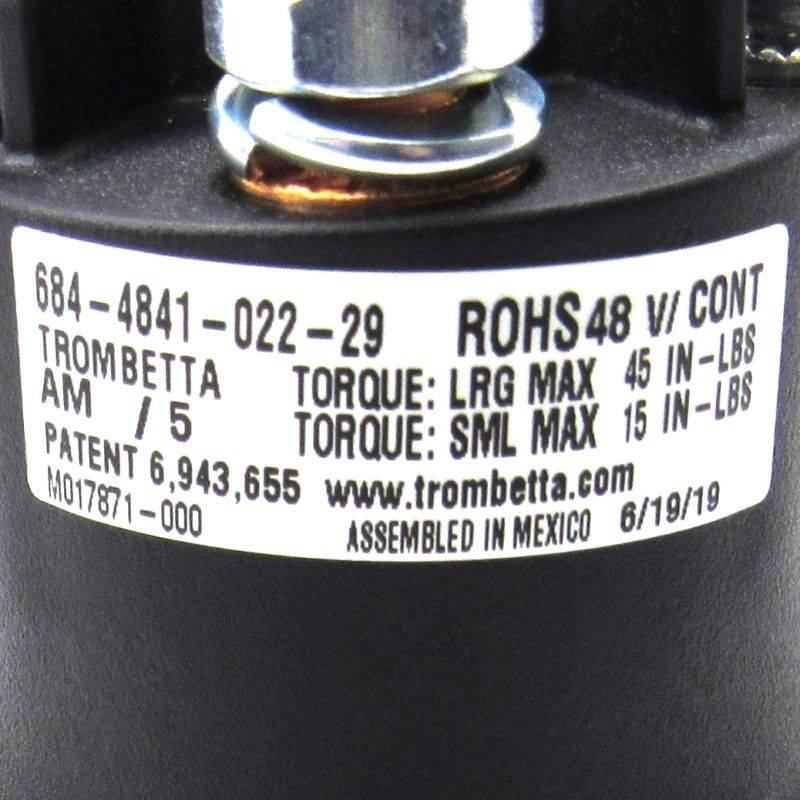 684-4841-022-29 ROHS 48 V/ CONT
TROMBETTA TORQUE: LRG MAX 45 IN-LBS
AM / 5 TORQUE: SML MAX 15 IN-LBS
PATENT 6,943,655 www.trombetta.com
M017871-000 ASSEMBLED IN MEXICO 6/19/19